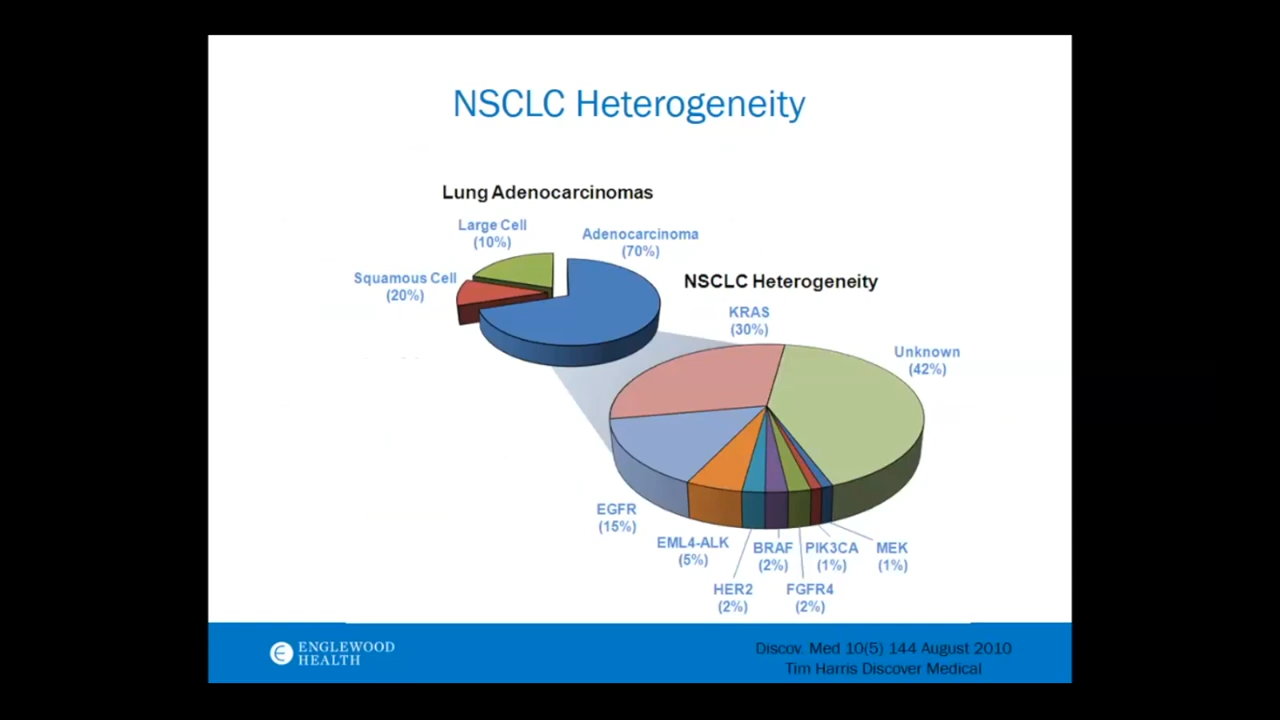 NSCLC Heterogeneity
Lung Adenocarcinomas
Large Cell
(10%)
Adenocarcinoma
(70%)
Squamous Cell
(20%)
NSCLC Heterogeneity
KRAS
(30%)
Unknown
(42%)
EGFR
(15%)
EML4-ALK
(5%)
HER2
(2%)
BRAF
(2%)
FGFR4
(2%)
PIK3CA
(1%)
MEK
(1%)
ENGLEWOOD
HEALTH
Discov. Med 10(5) 144 August 2010
Tim Harris Discover Medical